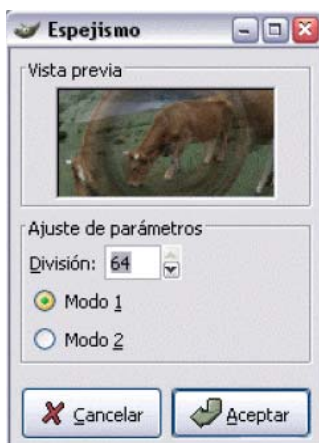 Espejismo
Vista previa
Ajuste de parámetros
División: 64
Modo 1
Modo 2
Cancelar
Aceptar